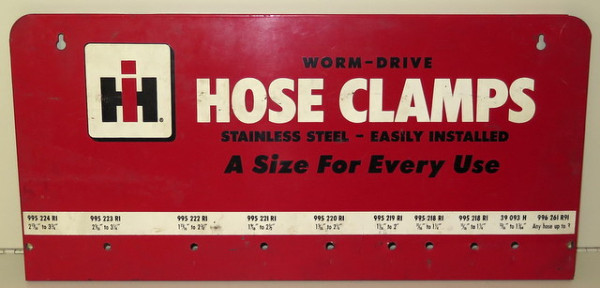 WORM-DRIVE
IH
HOSE CLAMPS
STAINLESS STEEL - EASILY INSTALLED
A Size For Every Use
995 224 R1 995 223 R1 995 222 R1 995 221 R1 995 220 R1 995 219 R1 995 218 R1 995 218 R1 39 093 H 996 261 R91
Any hose up to